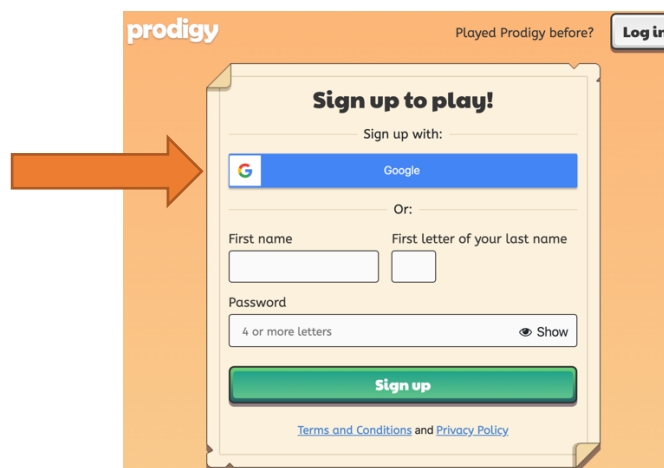 prodigy
Played Prodigy before?
Log in
Sign up to play!
Sign up with:
G
Google
Or:
First name
First letter of your last name
Password
4 or more letters
Show
Sign up
Terms and Conditions and Privacy Policy